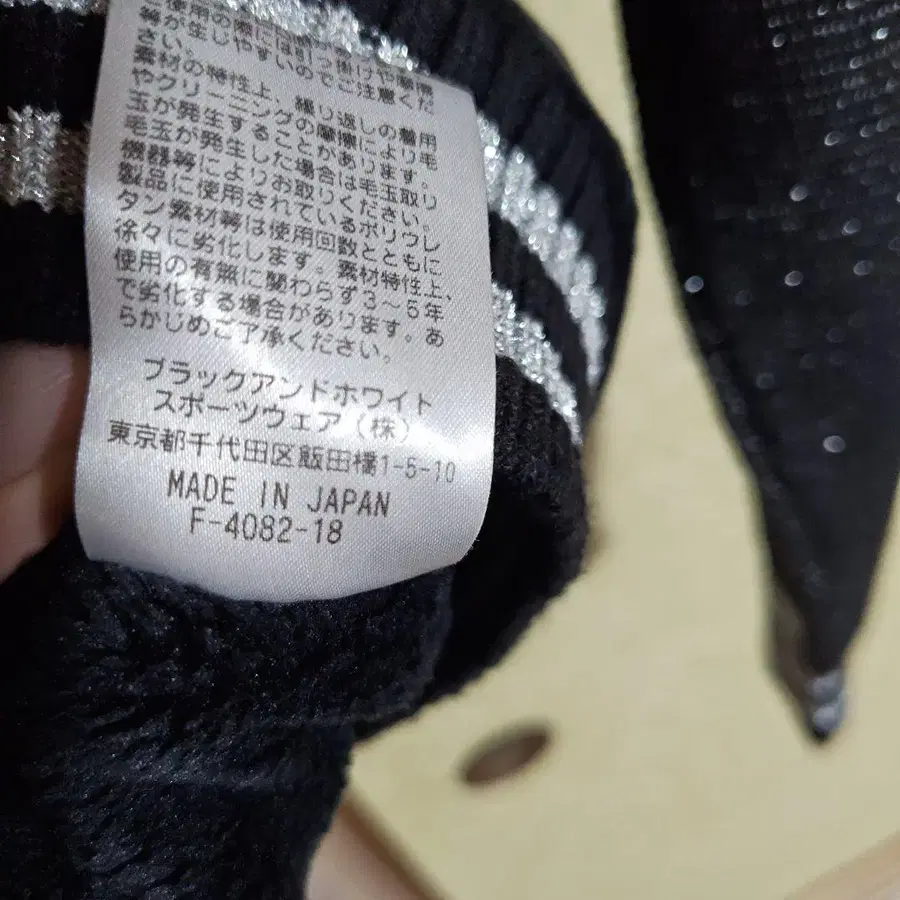 ご使用の際には引っ掛けや摩擦
等が生じやすいのでご注意くだ
さい。
素材の特性上、繰り返しの着用
やクリーニングの摩擦により毛
玉が発生することがあります。
毛玉が発生した場合は毛玉取り
機器等によりお取りください。
製品に使用されているポリウレ
タン素材等は使用回数とともに
徐々に劣化します。素材特性上、
使用の有無に関わらず3〜5年
で劣化する場合があります。あ
らかじめご了承ください。
ブラックアンドホワイト
スポーツウェア(株)
東京都千代田区飯田橋1-5-10
MADE IN JAPAN
F-4082-18